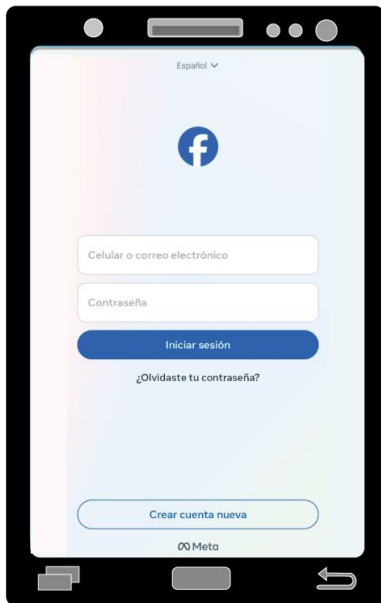 Español
Celular o correo electrónico
Contraseña
Iniciar sesión
¿Olvidaste tu contraseña?
Crear cuenta nueva
Meta